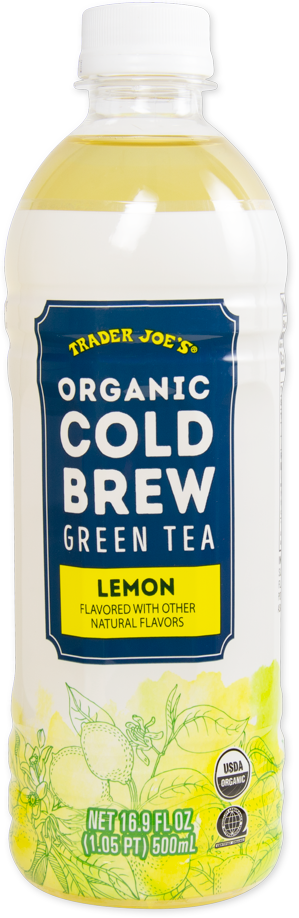 TRADER JOE'S®
ORGANIC
COLD
BREW
GREEN TEA
LEMON
FLAVORED WITH OTHER
NATURAL FLAVORS
USDA
ORGANIC
NET 16.9 FL OZ
(1.05 PT) 500mL